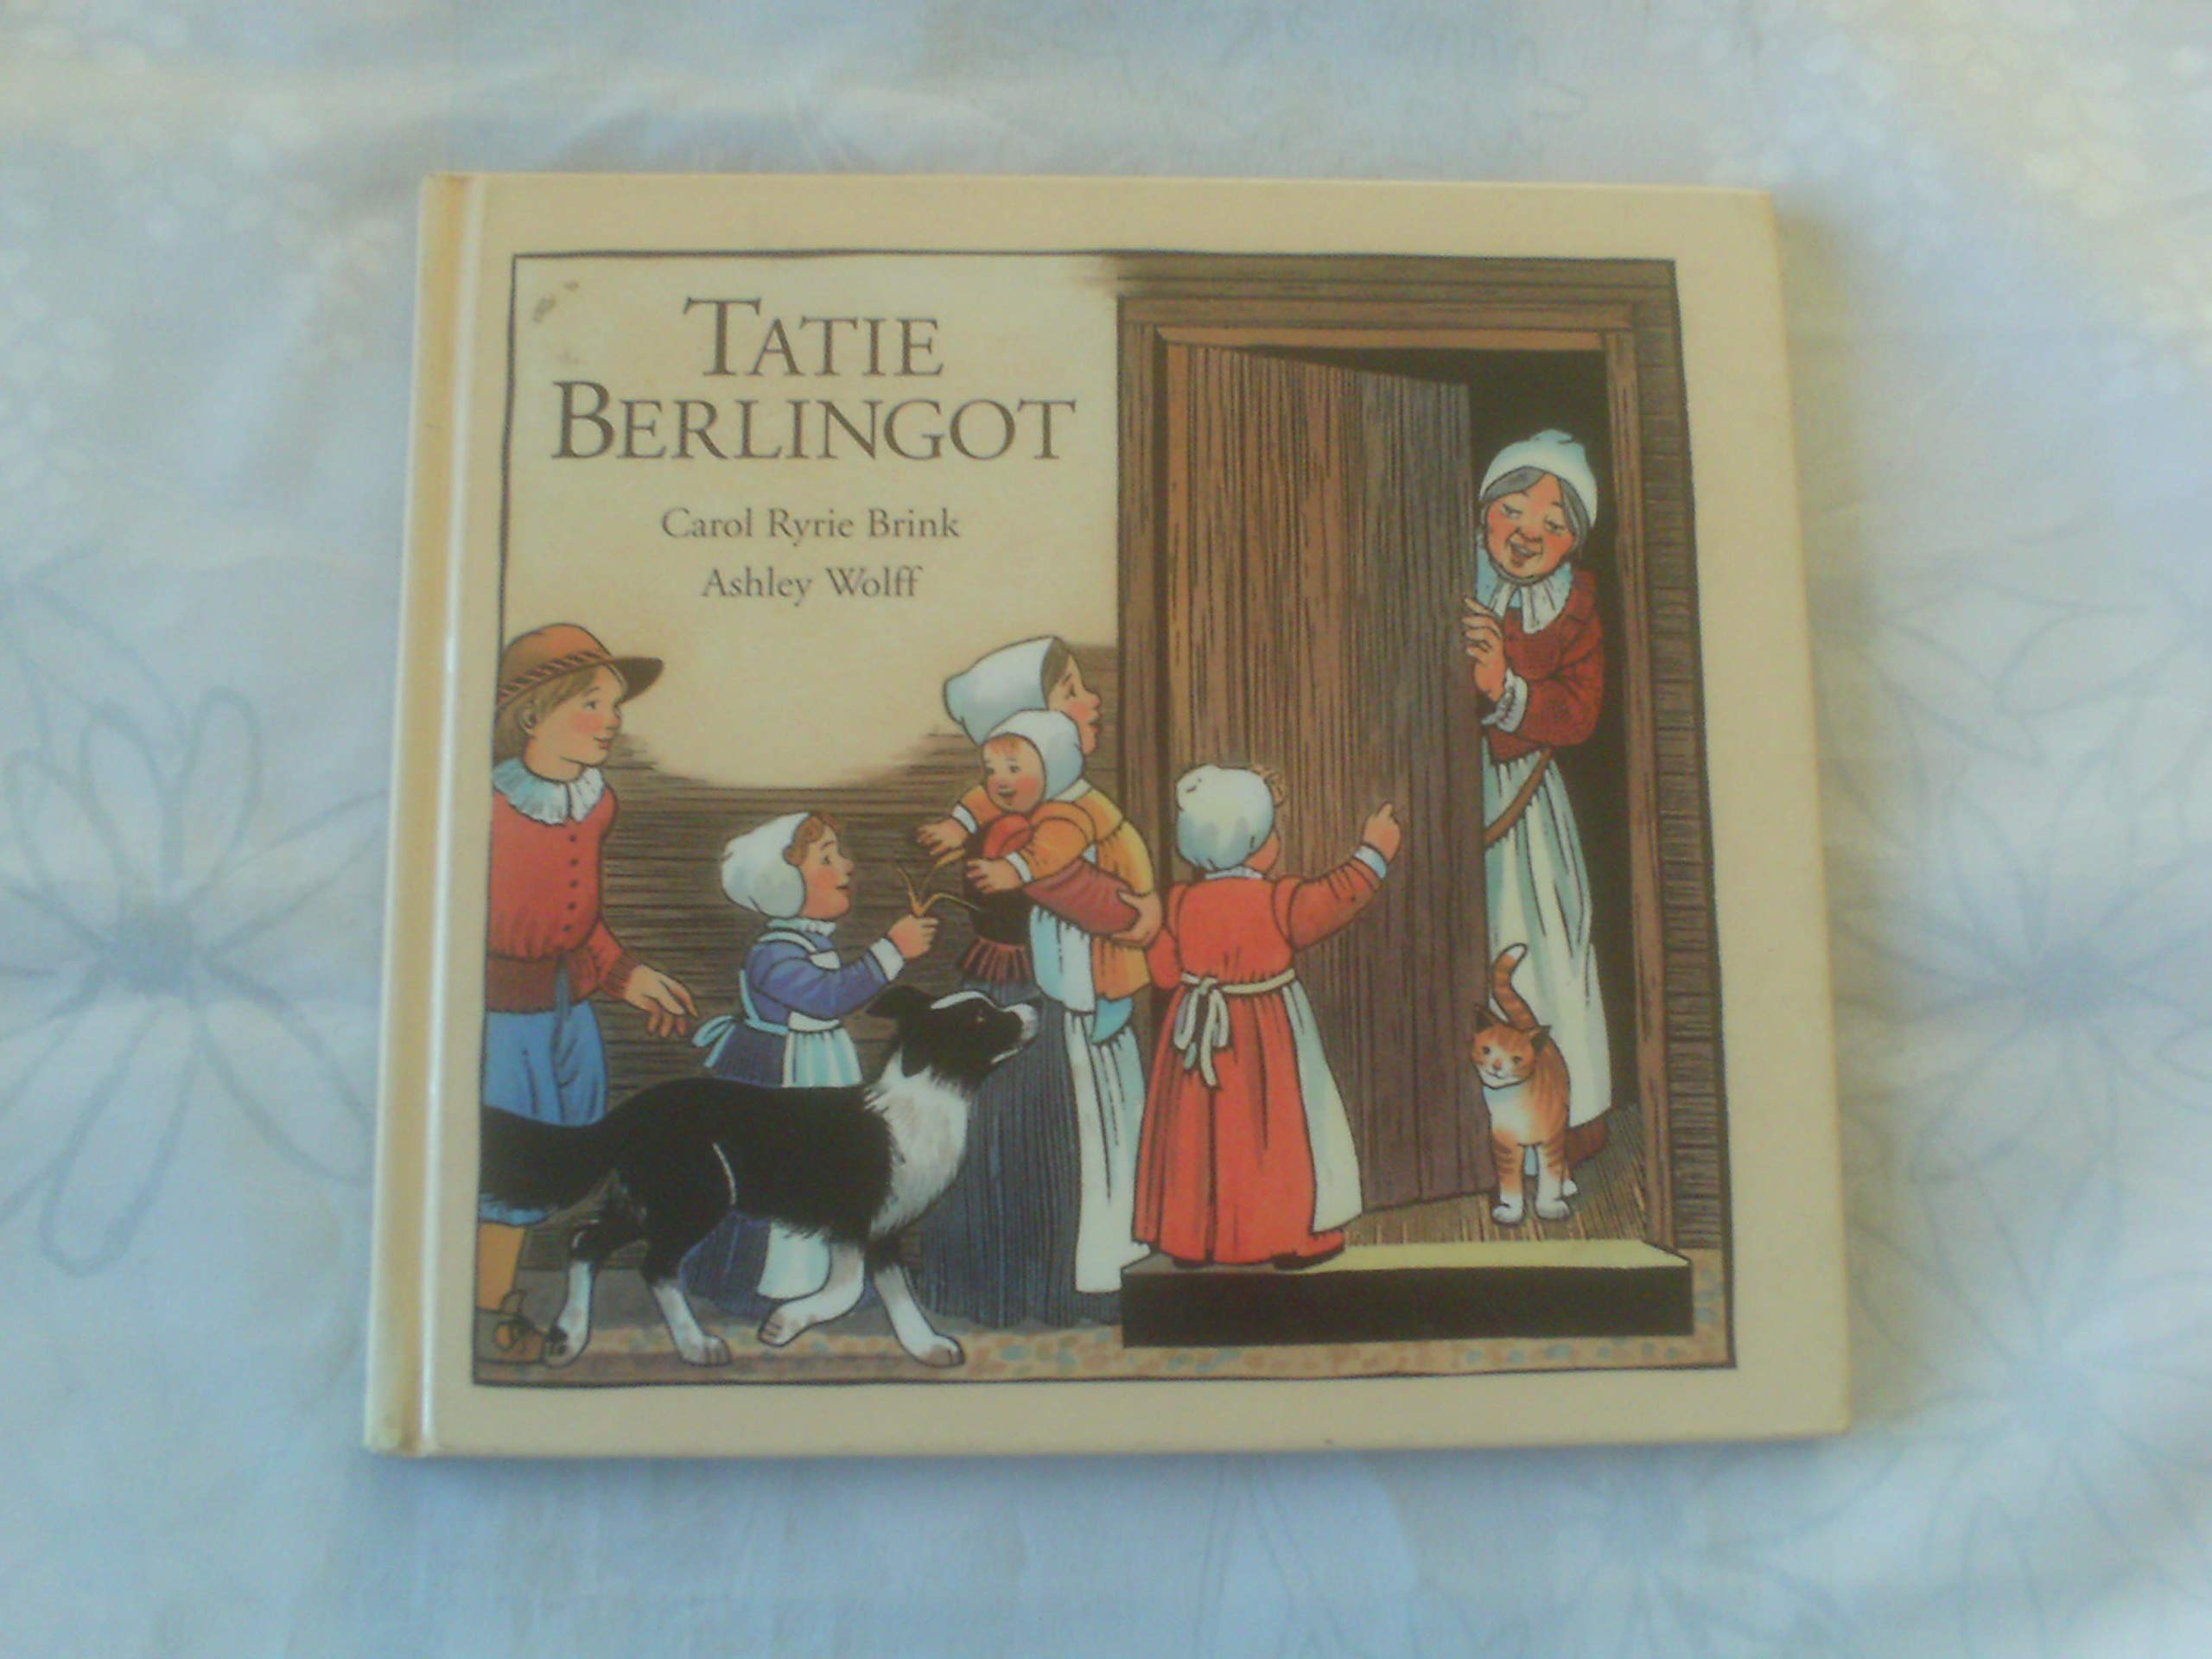 TATIE
BERLINGOT
Carol Ryrie Brink
Ashley Wolff